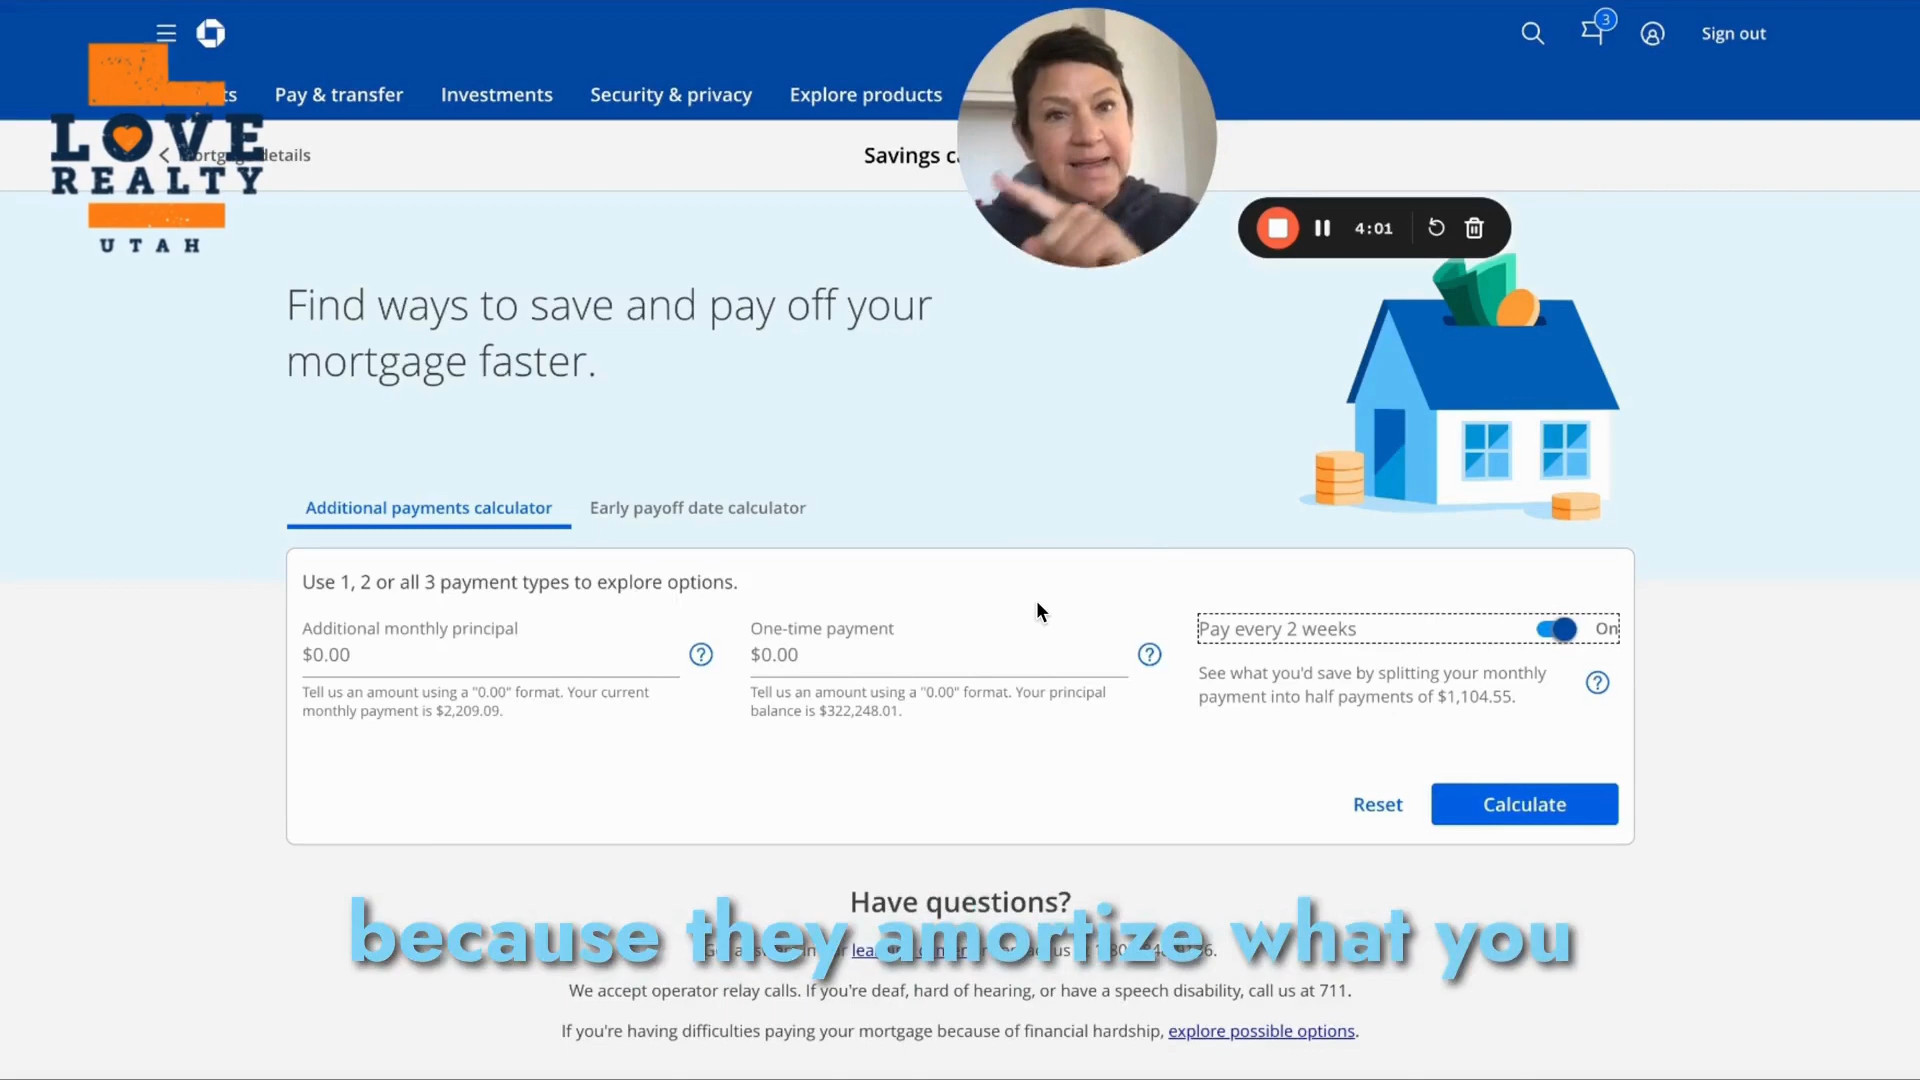 3
Sign out
Pay & transfer
Investments
Security & privacy
Explore products
LOVE
REALTY
UTAH
details
Savings
4:01
Find ways to save and pay off your
mortgage faster.
Additional payments calculator
Early payoff date calculator
Use 1, 2 or all 3 payment types to explore options.
Additional monthly principal
$0.00
Tell us an amount using a "0.00" format. Your current
monthly payment is $2,209.09.
One-time payment
$0.00
Tell us an amount using a "0.00" format. Your principal
balance is $322,248.01.
Pay every 2 weeks
On
See what you'd save by splitting your monthly
payment into half payments of $1,104.55.
Reset
Calculate
Have questions?
because they amortize what you
We accept operator relay calls. If you're deaf, hard of hearing, or have a speech disability, call us at 711.
If you're having difficulties paying your mortgage because of financial hardship, explore possible options.